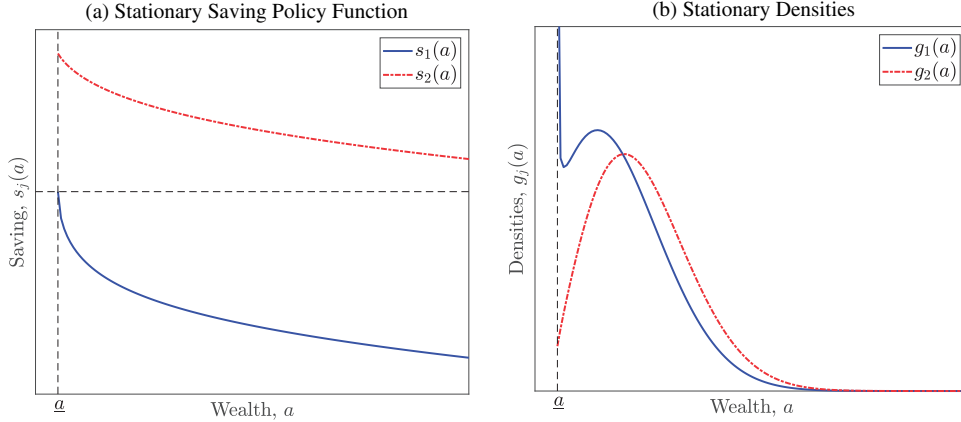 (a) Stationary Saving Policy Function
s₁(a)
s₂(a)
Saving, sⱼ(a)
a̲
Wealth, a
(b) Stationary Densities
g₁(a)
g₂(a)
Densities, gⱼ(a)
a̲
Wealth, a